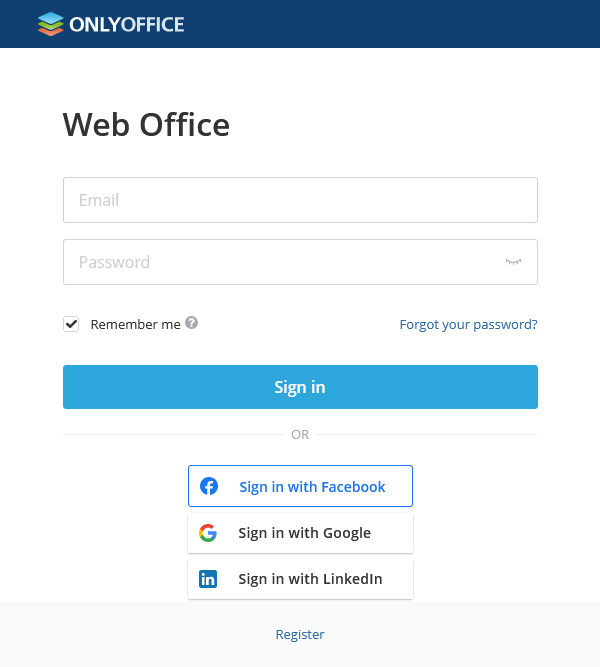 ONLYOFFICE
Web Office
Email
Password
Remember me ?
Forgot your password?
Sign in
OR
Sign in with Facebook
Sign in with Google
Sign in with LinkedIn
Register